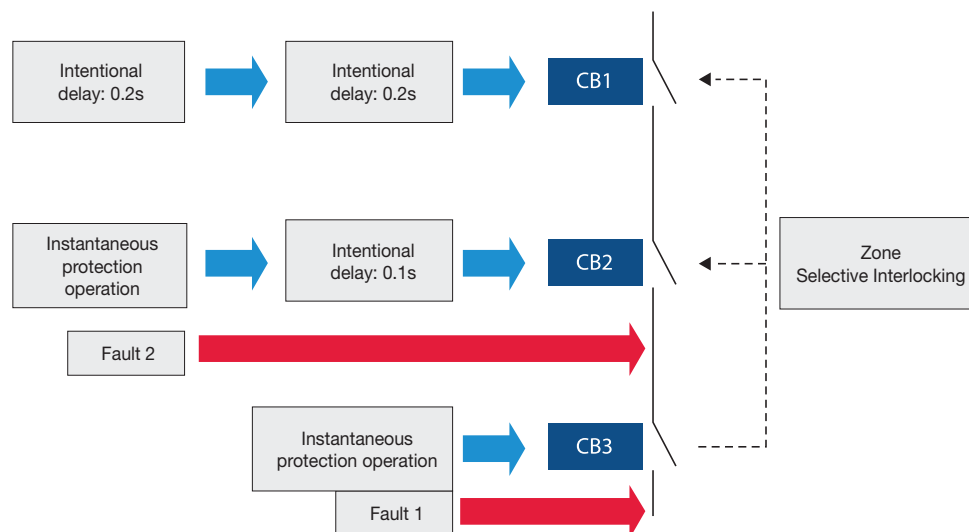 Intentional
delay: 0.2s
Intentional
delay: 0.2s
CB1
Instantaneous
protection
operation
Intentional
delay: 0.1s
CB2
Zone
Selective Interlocking
Fault 2
Instantaneous
protection operation
CB3
Fault 1